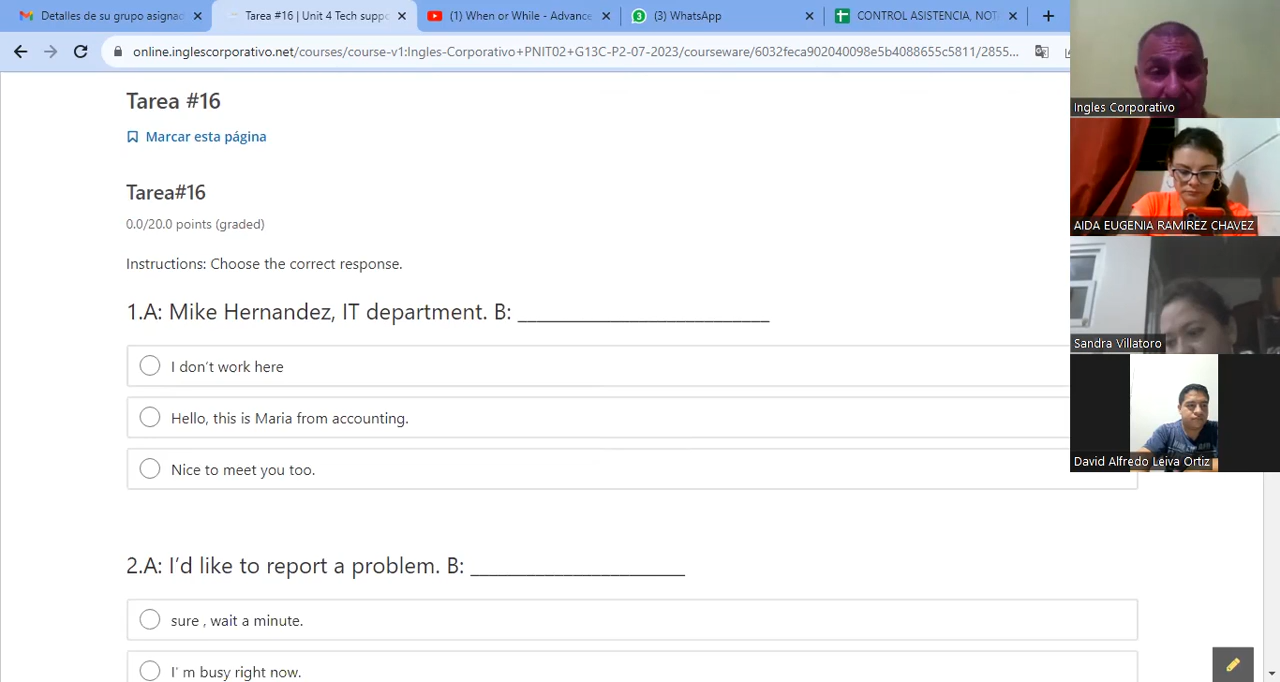 Detalles de su grupo asignad
Tarea #16 | Unit 4 Tech suppo
(1) When or While - Advance
(3) WhatsApp
CONTROL ASISTENCIA, NOT
online.inglescorporativo.net/courses/course-v1:Ingles-Corporativo+PNIT02+G13C-P2-07-2023/courseware/6032feca902040098e5b4088655c5811/2855...
Tarea #16
Marcar esta página
Tarea#16
0.0/20.0 points (graded)
Instructions: Choose the correct response.
1.A: Mike Hernandez, IT department. B: ______________________
I don't work here
Hello, this is Maria from accounting.
Nice to meet you too.
2.A: I'd like to report a problem. B: ___________________
sure , wait a minute.
I' m busy right now.
Ingles Corporativo
AIDA EUGENIA RAMIREZ CHAVEZ
Sandra Villatoro
David Alfredo Leiva Ortiz